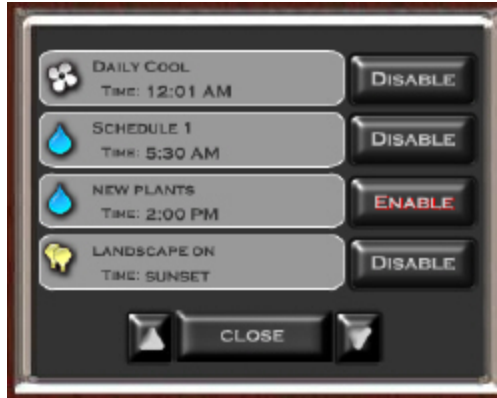 DAILY COOL
TIME: 12:01 AM
DISABLE
SCHEDULE 1
TIME: 5:30 AM
DISABLE
NEW PLANTS
TIME: 2:00 PM
ENABLE
LANDSCAPE ON
TIME: SUNSET
DISABLE
CLOSE